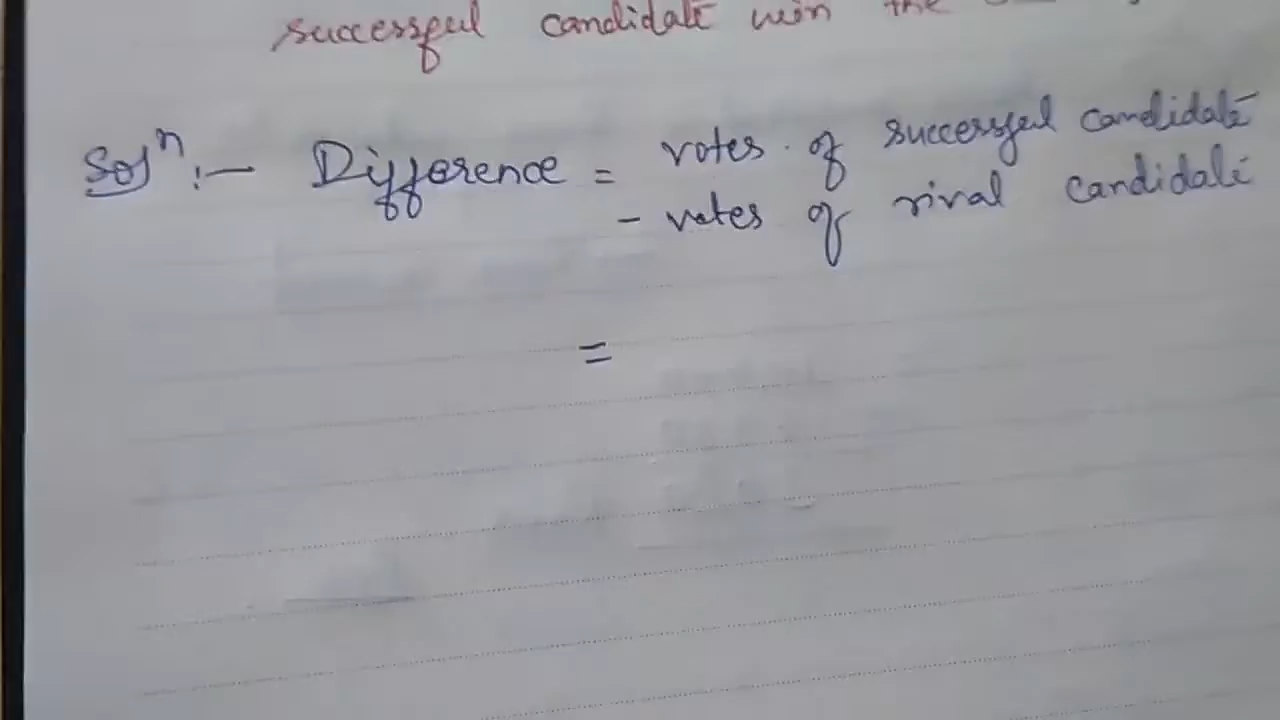 successful candidate win the
Solⁿ :- Difference = votes of successful candidate
- votes of rival candidate
=